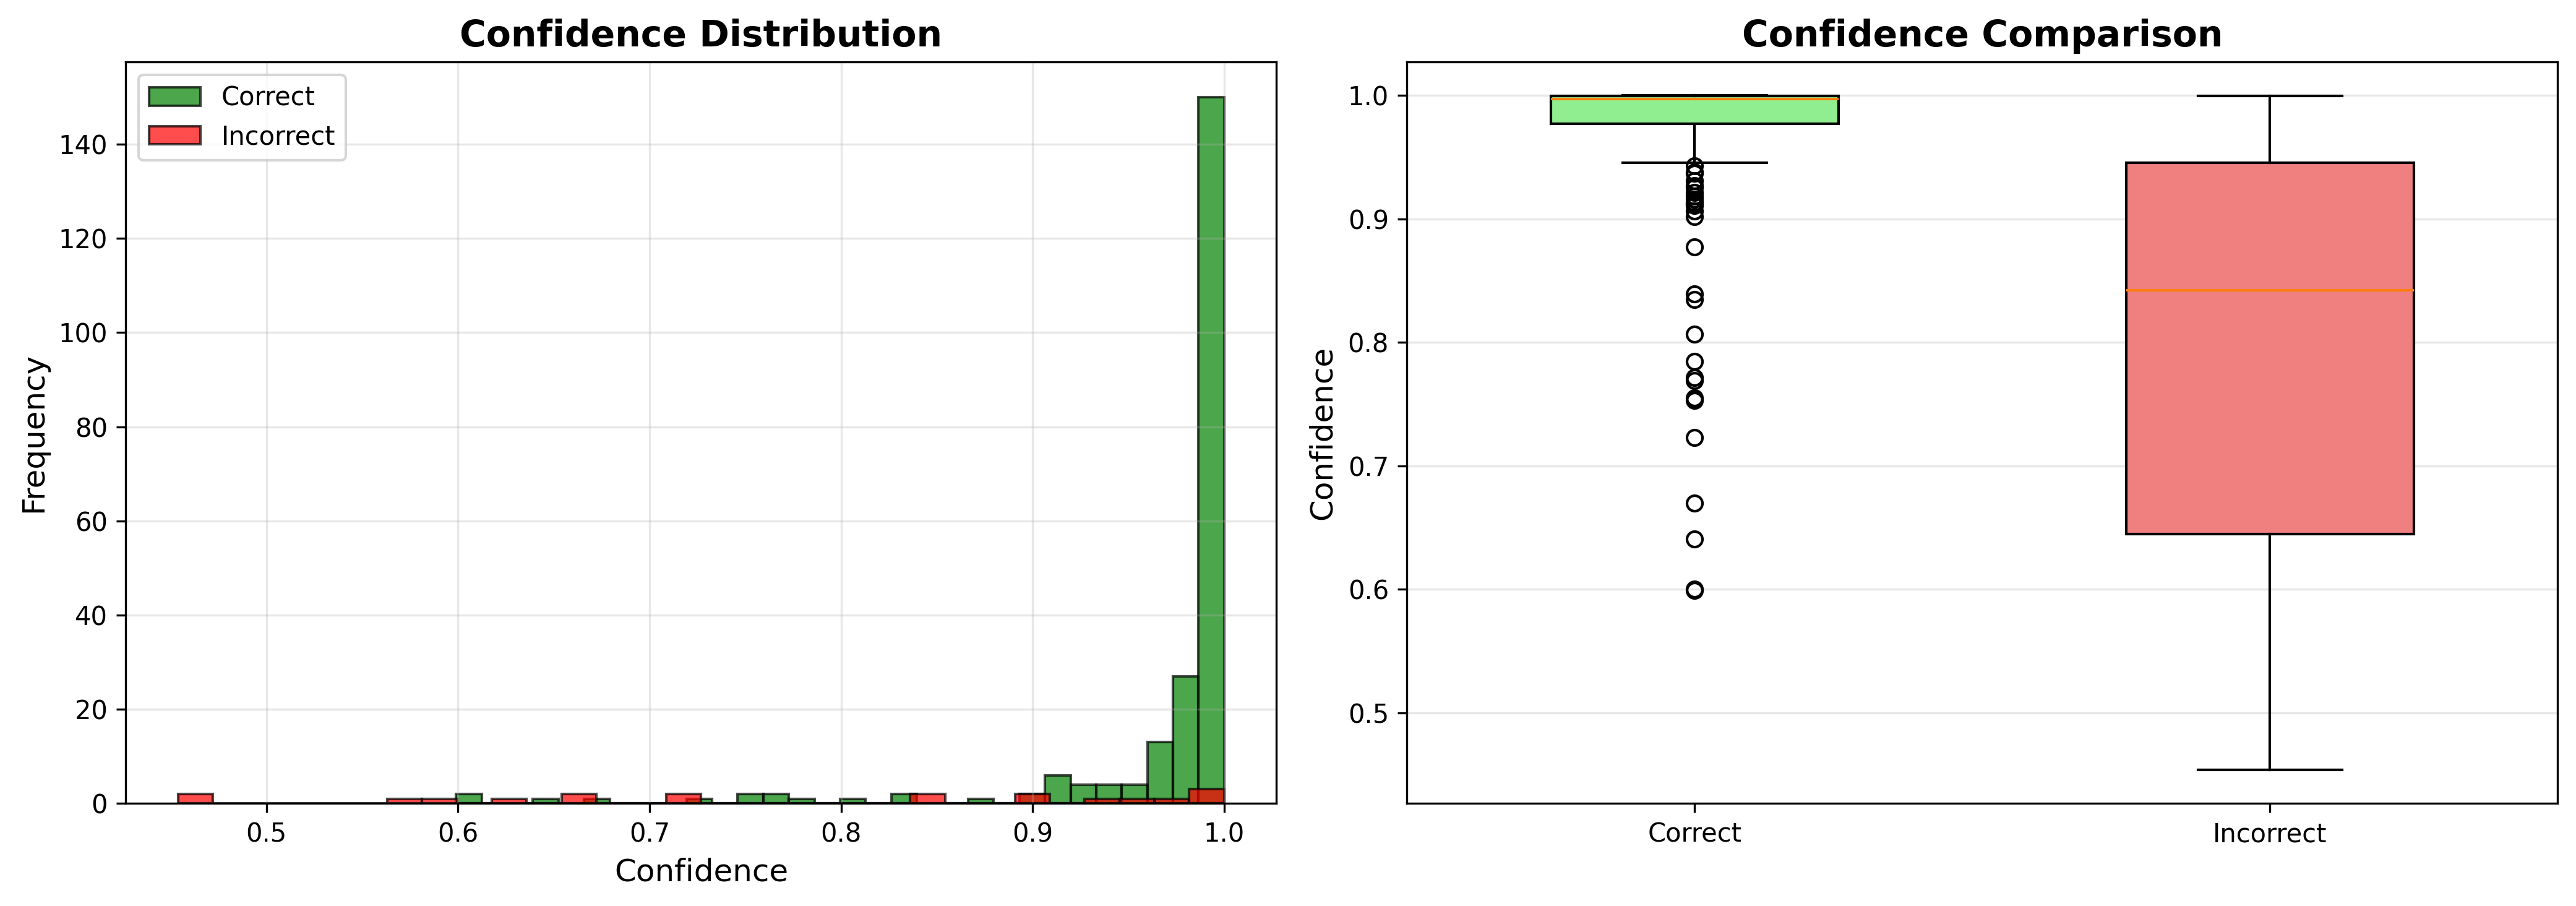 Confidence Distribution
Correct
Incorrect
Frequency
140
120
100
80
60
40
20
0
0.5 0.6 0.7 0.8 0.9 1.0
Confidence
Confidence Comparison
Confidence
1.0
0.9
0.8
0.7
0.6
0.5
Correct Incorrect